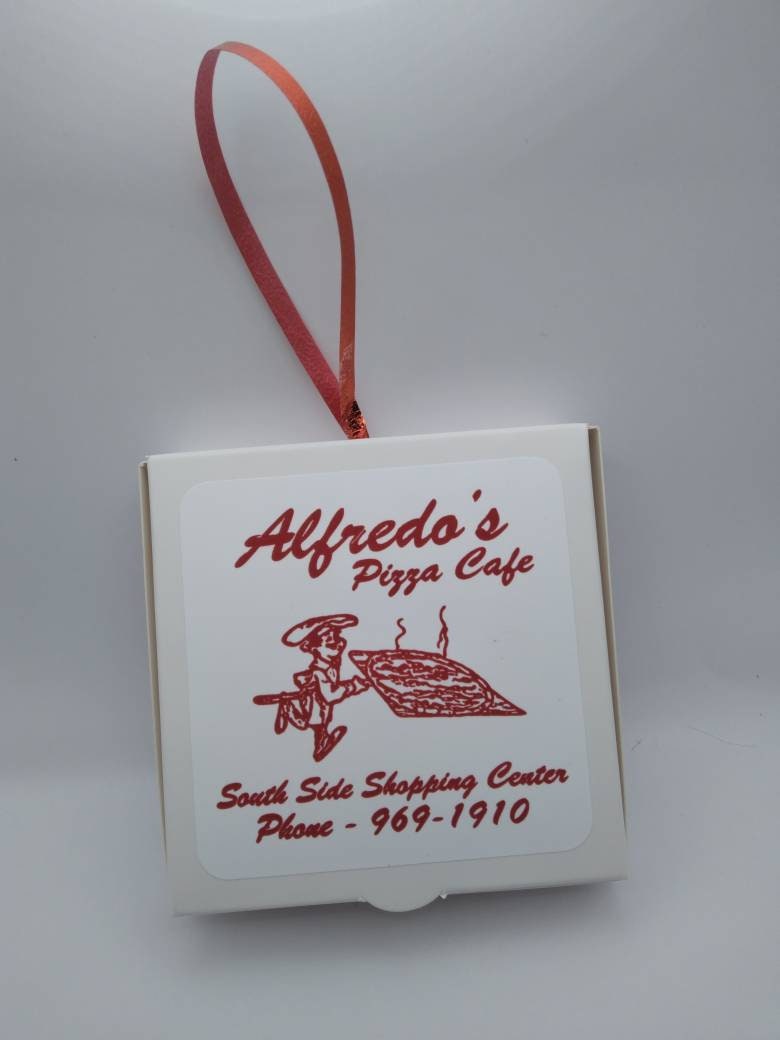 Alfredo's
Pizza Cafe
South Side Shopping Center
Phone - 969-1910